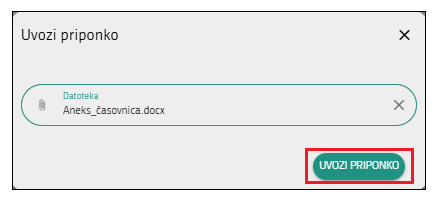 Uvozi priponko
Datoteka
Aneks_časovnica.docx
UVOZI PRIPONKO